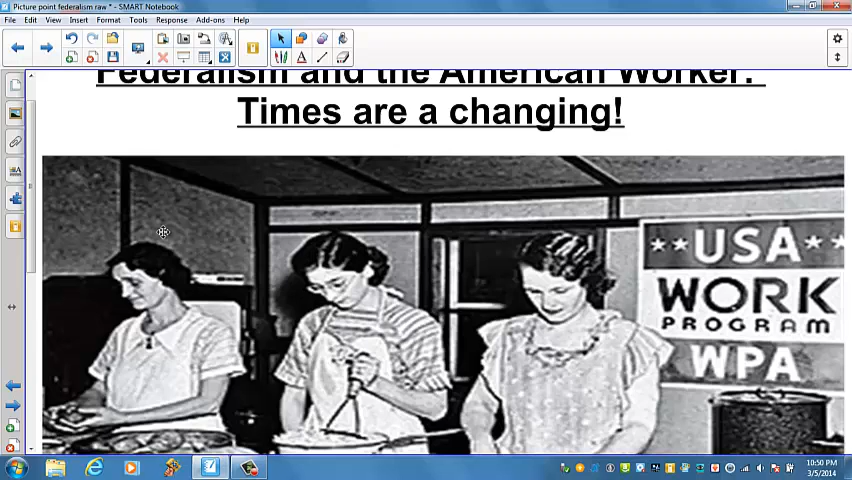 Picture point federalism raw * - SMART Notebook
File Edit View Insert Format Tools Response Add-ons Help
Federalism and the American Worker:
Times are a changing!
**USA**
WORK
PROGRAM
WPA
10:50 PM
3/5/2014